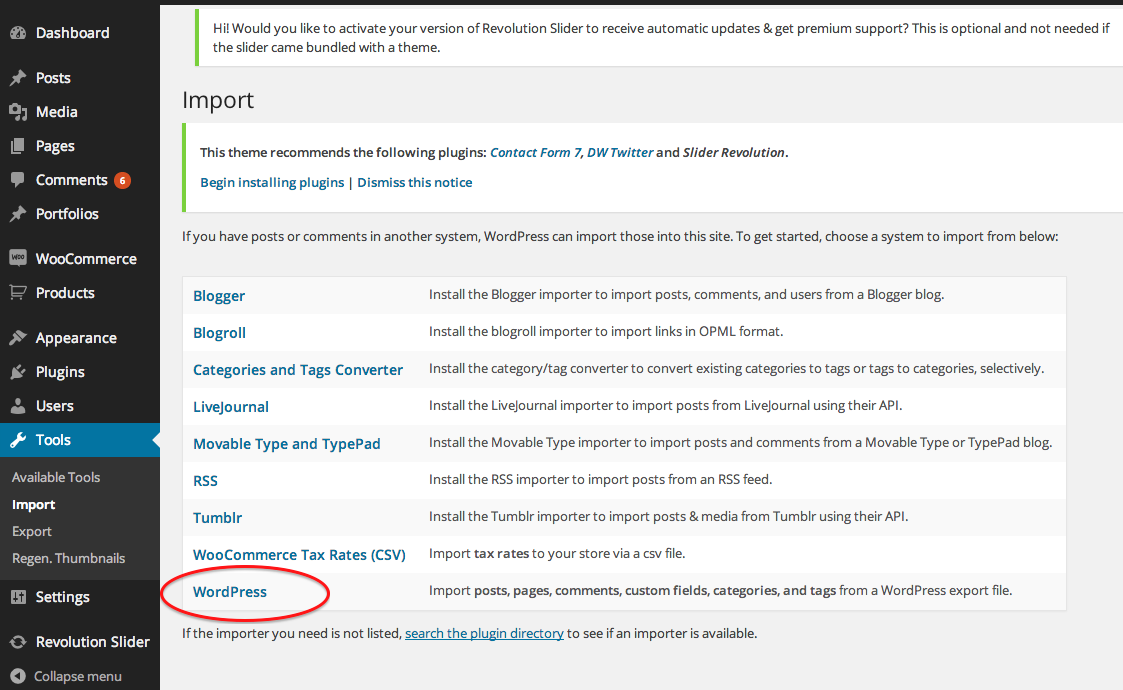 Dashboard
Posts
Media
Pages
Comments 6
Portfolios
WOO WooCommerce
Products
Appearance
Plugins
Users
Tools
Available Tools
Import
Export
Regen. Thumbnails
Settings
Revolution Slider
Collapse menu
Hi! Would you like to activate your version of Revolution Slider to receive automatic updates & get premium support? This is optional and not needed if
the slider came bundled with a theme.
Import
This theme recommends the following plugins: Contact Form 7, DW Twitter and Slider Revolution.
Begin installing plugins | Dismiss this notice
If you have posts or comments in another system, WordPress can import those into this site. To get started, choose a system to import from below:
Blogger Install the Blogger importer to import posts, comments, and users from a Blogger blog.
Blogroll Install the blogroll importer to import links in OPML format.
Categories and Tags Converter Install the category/tag converter to convert existing categories to tags or tags to categories, selectively.
LiveJournal Install the LiveJournal importer to import posts from LiveJournal using their API.
Movable Type and TypePad Install the Movable Type importer to import posts and comments from a Movable Type or TypePad blog.
RSS Install the RSS importer to import posts from an RSS feed.
Tumblr Install the Tumblr importer to import posts & media from Tumblr using their API.
WooCommerce Tax Rates (CSV) Import tax rates to your store via a csv file.
WordPress Import posts, pages, comments, custom fields, categories, and tags from a WordPress export file.
If the importer you need is not listed, search the plugin directory to see if an importer is available.